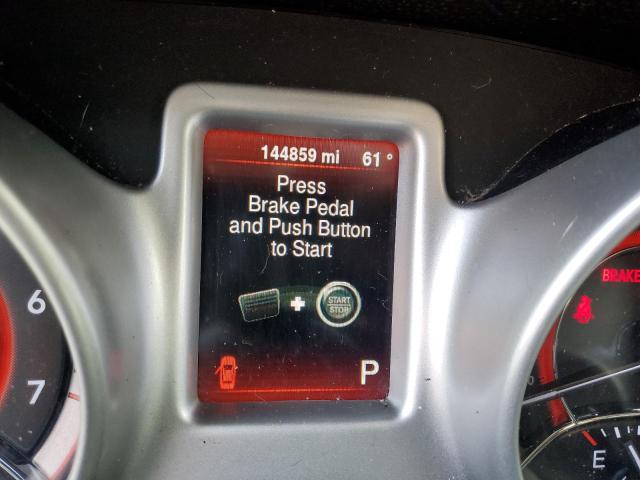 144859 mi 61°
Press
Brake Pedal
and Push Button
to Start
START
STOP
P
6
7
BRAKE
E